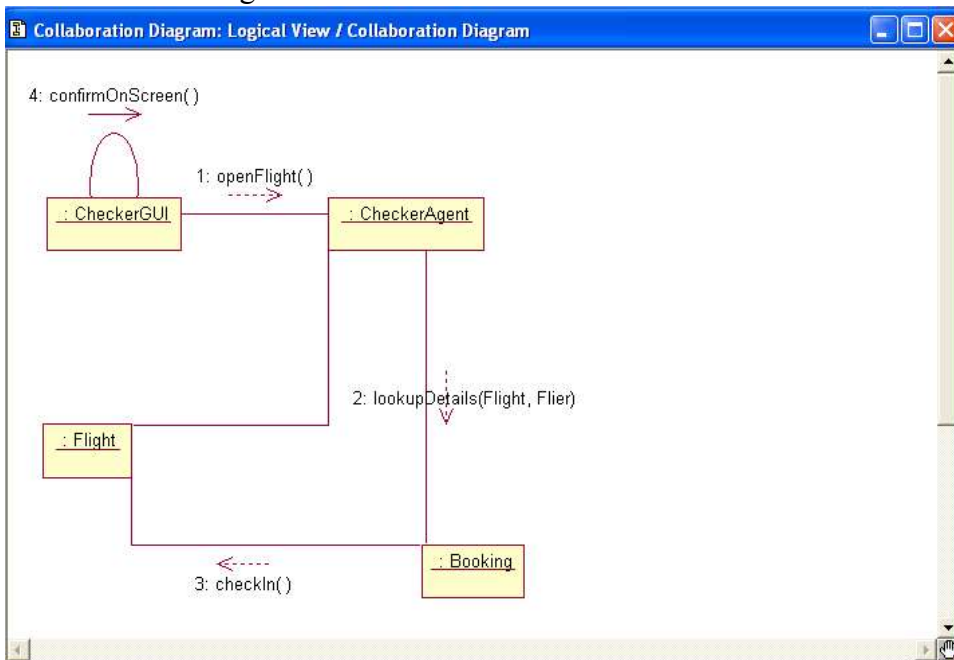 Collaboration Diagram: Logical View / Collaboration Diagram
4: confirmOnScreen( )
1: openFlight( )
: CheckerGUI
: CheckerAgent
2: lookupDetails(Flight, Flier)
: Flight
: Booking
3: checkIn( )